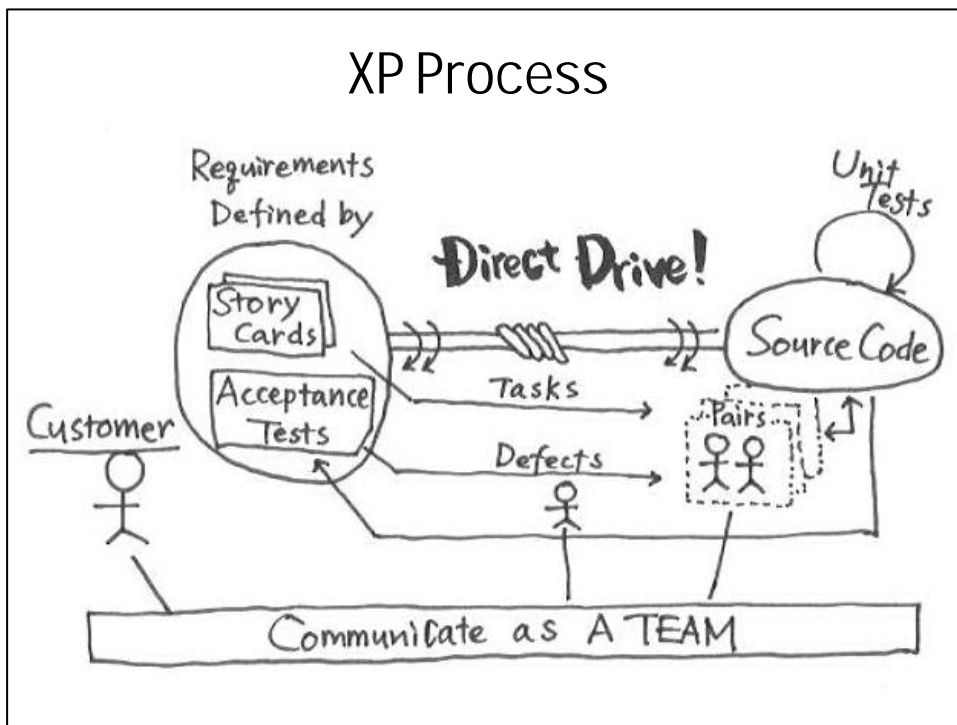 XP Process
Requirements
Defined by
Unit
Tests
Direct Drive!
Story
Cards
Source Code
Tasks
Acceptance
Tests
Pairs
Customer
Defects
Communicate as A TEAM